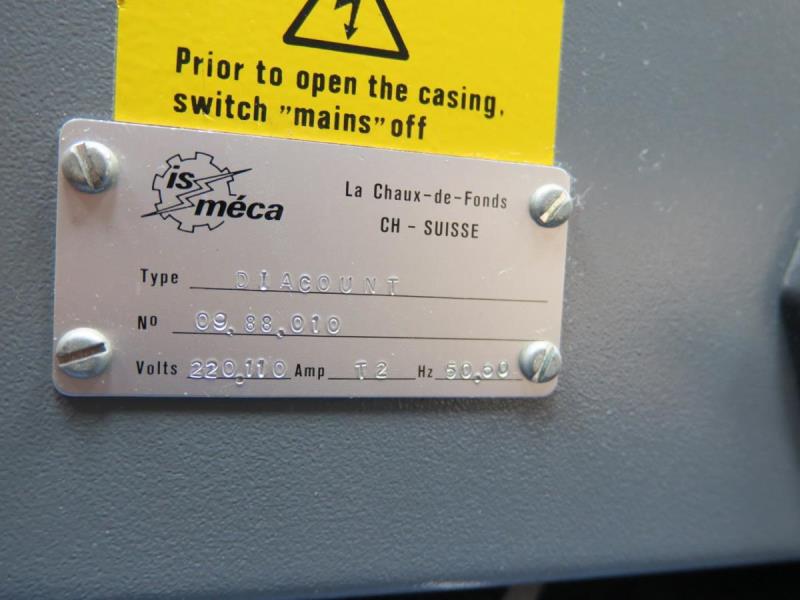 Prior to open the casing,
switch "mains" off
is méca
La Chaux-de-Fonds
CH - SUISSE
Type DIACOUNT
No 09.88.010
Volts 220.110 Amp T2 Hz 50.60